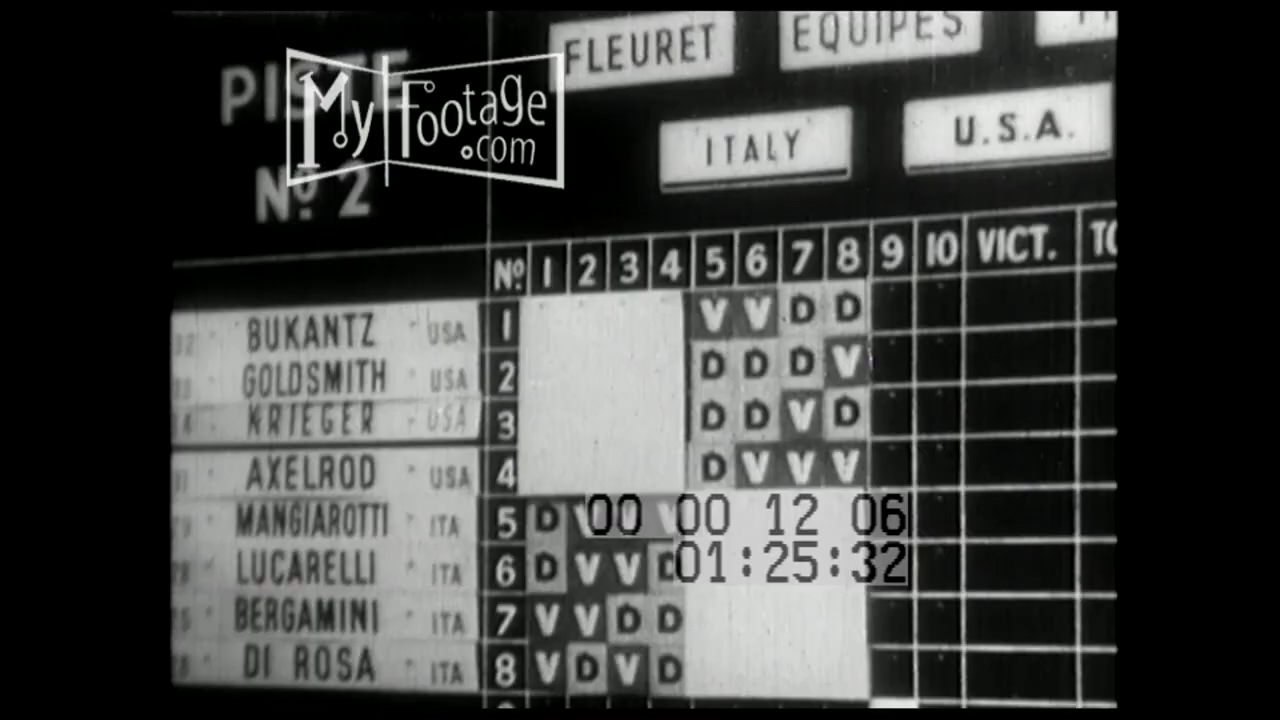 FLEURET EQUIPES
PISTE
My Footage .com
ITALY U.S.A.
Nº 2
Nº 1 2 3 4 5 6 7 8 9 10 VICT.
BUKANTZ USA 1 V V D D
GOLDSMITH USA 2 D D D V
KRIEGER USA 3 D D V D
AXELROD USA 4 D V V V
MANGIAROTTI ITA 5 D V V
00 00 12 06
LUCARELLI ITA 6 D V V D
01:25:32
BERGAMINI ITA 7 V V D D
DI ROSA ITA 8 V D V D